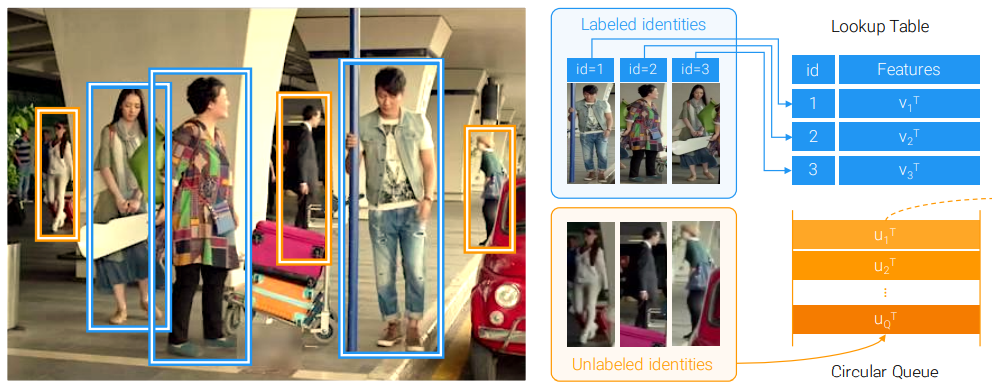 Labeled identities
id=1 id=2 id=3
Lookup Table
id Features
1 v₁ᵀ
2 v₂ᵀ
3 v₃ᵀ
Unlabeled identities
u₁ᵀ
u₂ᵀ
⋮
u_Qᵀ
Circular Queue